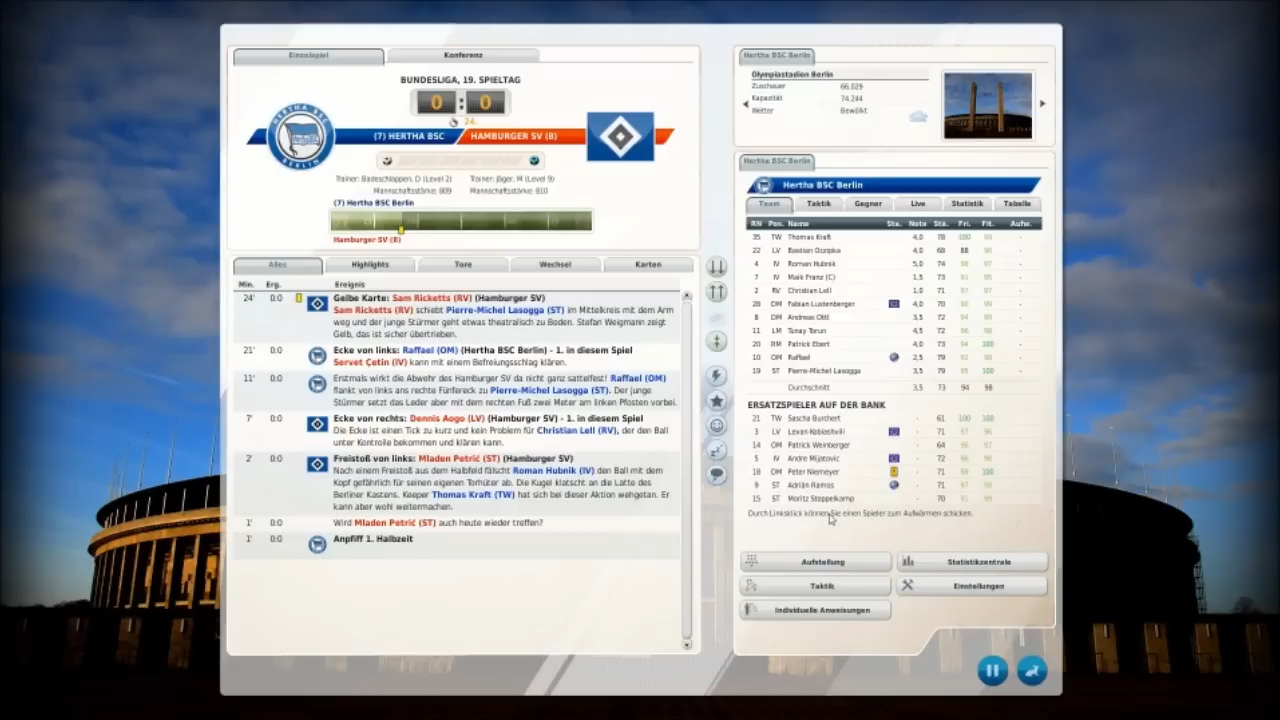 Einzelspiel
Konferenz
BUNDESLIGA, 19. SPIELTAG
0 : 0
24.
(7) HERTHA BSC
HAMBURGER SV (8)
HERTHA BSC
BERLIN
Trainer: D (Level 2)
Trainer: Jäger, M (Level 9)
Mannschaftsstärke: 809
Mannschaftsstärke: 810
(7) Hertha BSC Berlin
Hamburger SV (8)
Alles
Highlights
Tore
Wechsel
Karten
Min. Erg. Ereignis
24' 0:0 Gelbe Karte: Sam Ricketts (RV) (Hamburger SV)
Sam Ricketts (RV) schiebt Pierre-Michel Lasogga (ST) im Mittelkreis mit dem Arm
weg und der junge Stürmer geht etwas theatralisch zu Boden. Stefan Weigmann zeigt
Gelb, das ist sicher übertrieben.
21' 0:0 Ecke von links: Raffael (OM) (Hertha BSC Berlin) - 1. in diesem Spiel
Servet Çetin (IV) kann mit einem Befreiungsschlag klären.
11' 0:0 Erstmals wirkt die Abwehr des Hamburger SV da nicht ganz sattelfest! Raffael (OM)
flankt von links ans rechte Fünfereck zu Pierre-Michel Lasogga (ST). Der junge
Stürmer setzt das Leder aber mit dem rechten Fuß zwei Meter am linken Pfosten vorbei.
7' 0:0 Ecke von rechts: Dennis Aogo (LV) (Hamburger SV) - 1. in diesem Spiel
Die Ecke ist einen Tick zu kurz und kein Problem für Christian Lell (RV), der den Ball
unter Kontrolle bekommen und klären kann.
2' 0:0 Freistoß von links: Mladen Petrić (ST) (Hamburger SV)
Nach einem Freistoß aus dem Halbfeld fälscht Roman Hubnik (IV) den Ball mit dem
Kopf gefährlich für seinen eigenen Torhüter ab. Die Kugel klatscht an die Latte des
Berliner Kastens. Keeper Thomas Kraft (TW) hat sich bei dieser Aktion wehgetan. Er
kann aber wohl weitermachen.
1' 0:0 Wird Mladen Petrić (ST) auch heute wieder treffen?
1' 0:0 Anpfiff 1. Halbzeit
Hertha BSC Berlin
Olympiastadion Berlin
Zuschauer 66.029
Kapazität 74.244
Wetter Bewölkt
Hertha BSC Berlin
Hertha BSC Berlin
Team
Taktik
Gegner
Live
Statistik
Tabelle
RN Pos. Name Sta. Note Stä. Fri. Fit. Aufw.
35 TW Thomas Kraft 4,0 78 100 -
22 LV Bastian Oczipka 4,0 68 88 -
4 IV Roman Hubnik 5,0 74 97 -
7 IV Maik Franz (C) 1,5 73 95 -
2 RV Christian Lell 1,0 71 97 97 -
28 DM Fabian Lustenberger 4,0 70 -
8 DM Andreas Ottl 3,5 72 -
11 LM Tunay Torun 4,5 72 -
20 RM Patrick Ebert 4,0 73 94 100 -
10 OM Raffael 2,5 79 -
19 ST Pierre-Michel Lasogga 3,5 79 -
Durchschnitt 3,5 73 94 98
ERSATZSPIELER AUF DER BANK
21 TW Sascha Burchert - 61 100 100 -
3 LV Levan Kobiashvili - 71 97 96 -
14 OM Patrick Weinberger - 64 -
5 IV Andre Mijatovic - 72 -
18 DM Peter Niemeyer - 71 100 -
9 ST Adrián Ramos - 71 -
15 ST Moritz Stoppelkamp - 70 -
Durch Linksklick können Sie einen Spieler zum Aufwärmen schicken.
Aufstellung
Statistikzentrale
Taktik
Einstellungen
Individuelle Anweisungen